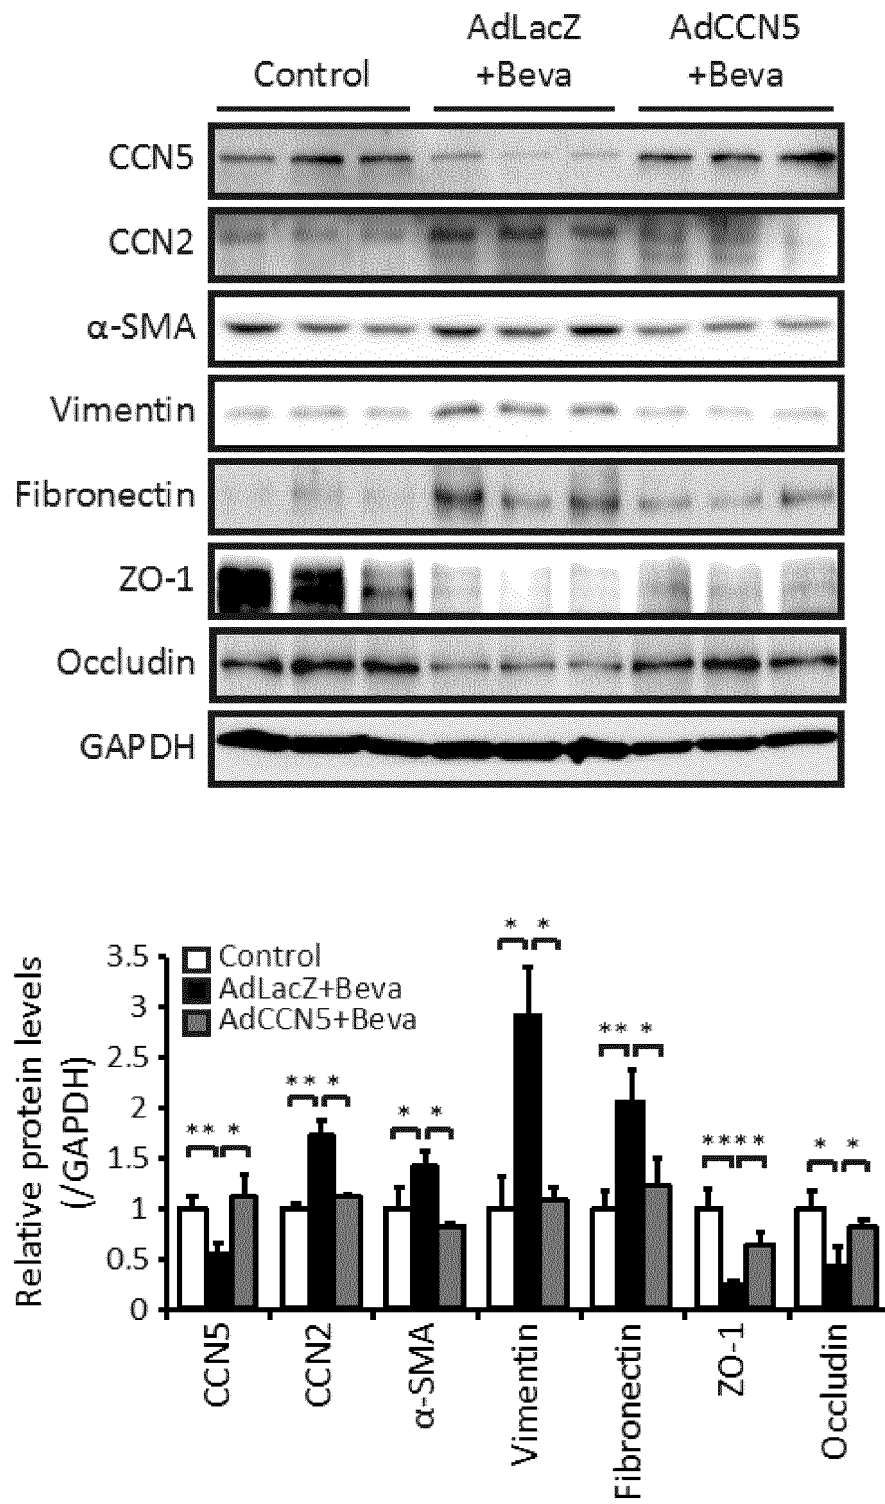 Control
AdLacZ
+Beva
AdCCN5
+Beva
CCN5
CCN2
α-SMA
Vimentin
Fibronectin
ZO-1
Occludin
GAPDH
Relative protein levels
(/GAPDH)
3.5
3
2.5
2
1.5
1
0.5
0
Control
AdLacZ+Beva
AdCCN5+Beva
** *
** *
* *
* *
** *
****
* *
CCN5
CCN2
α-SMA
Vimentin
Fibronectin
ZO-1
Occludin